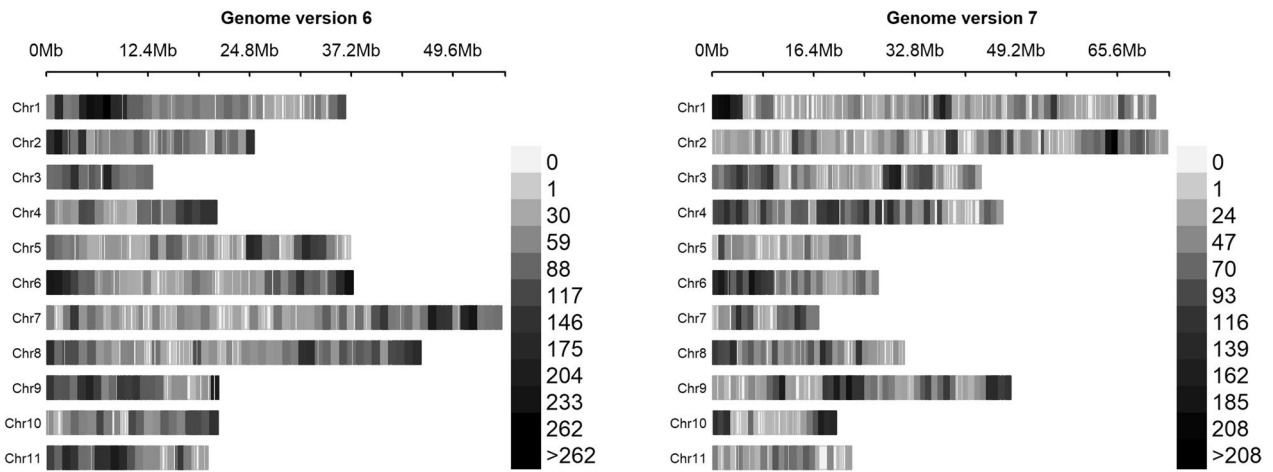 Genome version 6
0Mb 12.4Mb 24.8Mb 37.2Mb 49.6Mb
Chr1
Chr2
Chr3
Chr4
Chr5
Chr6
Chr7
Chr8
Chr9
Chr10
Chr11
0
1
30
59
88
117
146
175
204
233
262
>262
Genome version 7
0Mb 16.4Mb 32.8Mb 49.2Mb 65.6Mb
Chr1
Chr2
Chr3
Chr4
Chr5
Chr6
Chr7
Chr8
Chr9
Chr10
Chr11
0
1
24
47
70
93
116
139
162
185
208
>208